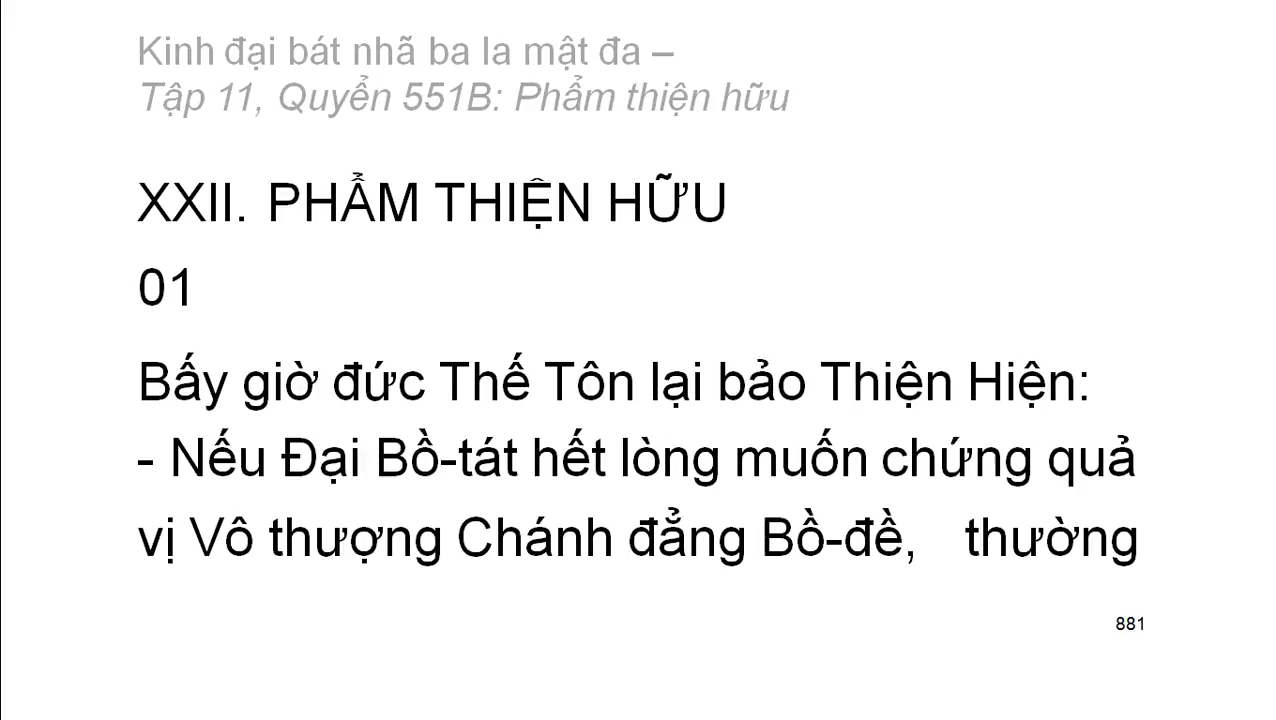 Kinh đại bát nhã ba la mật đa –
Tập 11, Quyển 551B: Phẩm thiện hữu
XXII. PHẨM THIỆN HỮU
01
Bấy giờ đức Thế Tôn lại bảo Thiện Hiện:
- Nếu Đại Bồ-tát hết lòng muốn chứng quả
vị Vô thượng Chánh đẳng Bồ-đề, thường
881